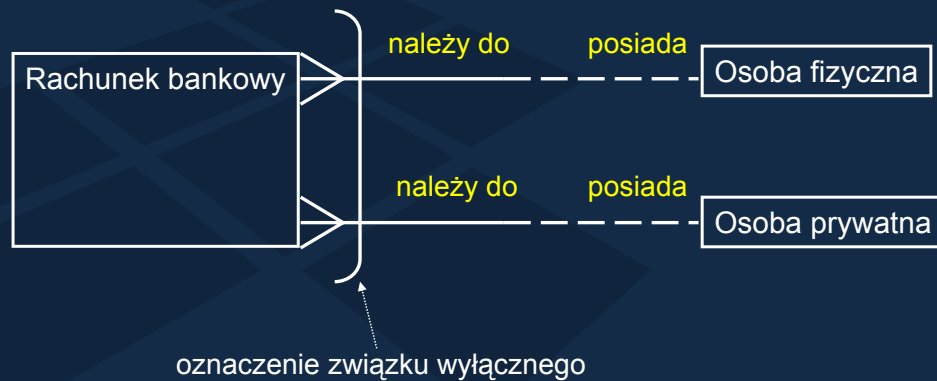 należy do posiada
Rachunek bankowy Osoba fizyczna
należy do posiada
Osoba prywatna
oznaczenie związku wyłącznego